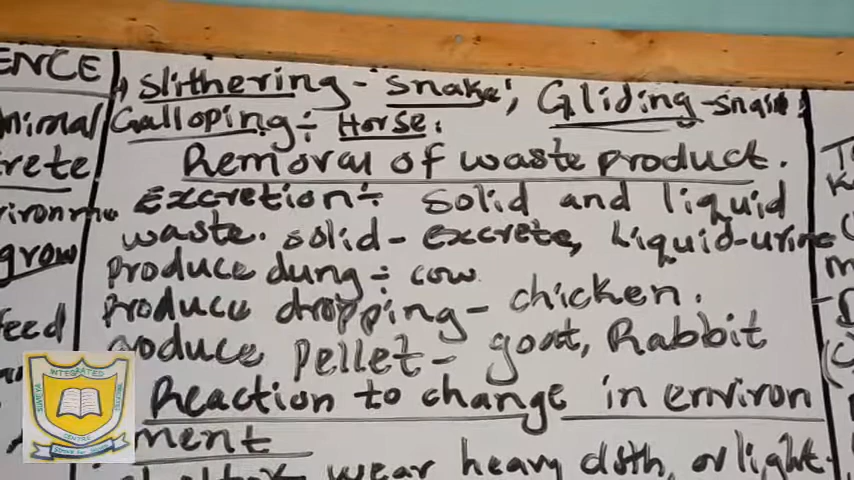 ENCE
nimal
rete
grow
feed
Slithering - Snake, Gliding - snail
Galloping ÷ Horse.
Removal of waste product.
Excretion ÷ solid and liquid
waste. solid - excrete, Liquid-urine
produce dung ÷ cow.
produce dropping - chicken.
produce pellet - goat, Rabbit
Reaction to change in environ
ment
wear heavy cloth, or light.
INTEGRATED
CENTRE